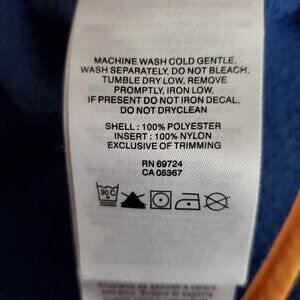 MACHINE WASH COLD GENTLE,
WASH SEPARATELY, DO NOT BLEACH,
TUMBLE DRY LOW, REMOVE
PROMPTLY, IRON LOW,
IF PRESENT DO NOT IRON DECAL,
DO NOT DRYCLEAN
SHELL : 100% POLYESTER
INSERT : 100% NYLON
EXCLUSIVE OF TRIMMING
RN 69724
CA 05367
30 C